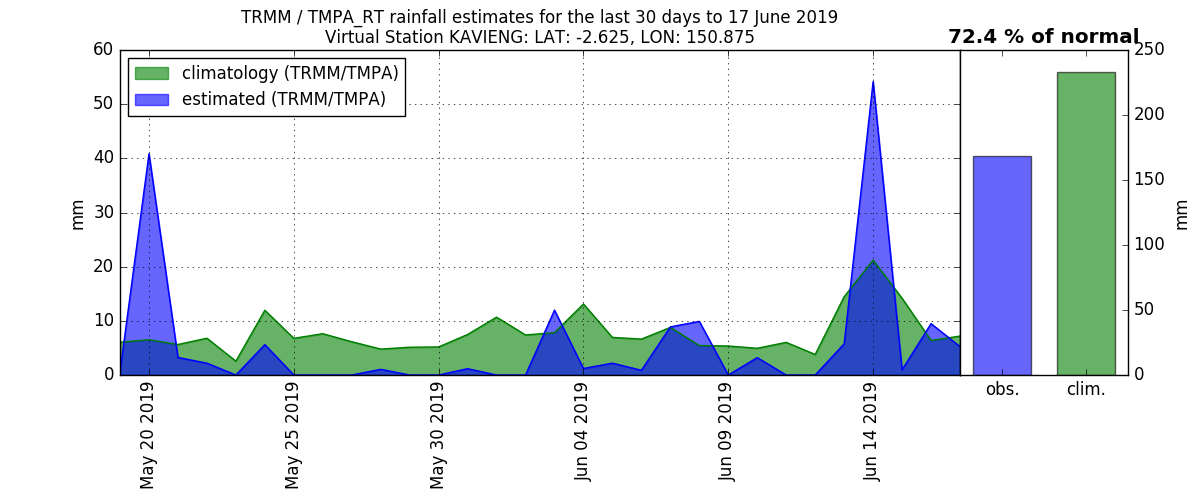 TRMM / TMPA_RT rainfall estimates for the last 30 days to 17 June 2019
Virtual Station KAVIENG: LAT: -2.625, LON: 150.875
72.4 % of normal
climatology (TRMM/TMPA)
estimated (TRMM/TMPA)
60
50
40
30
20
10
0
mm
May 20 2019
May 25 2019
May 30 2019
Jun 04 2019
Jun 09 2019
Jun 14 2019
250
200
150
100
50
0
mm
obs.
clim.